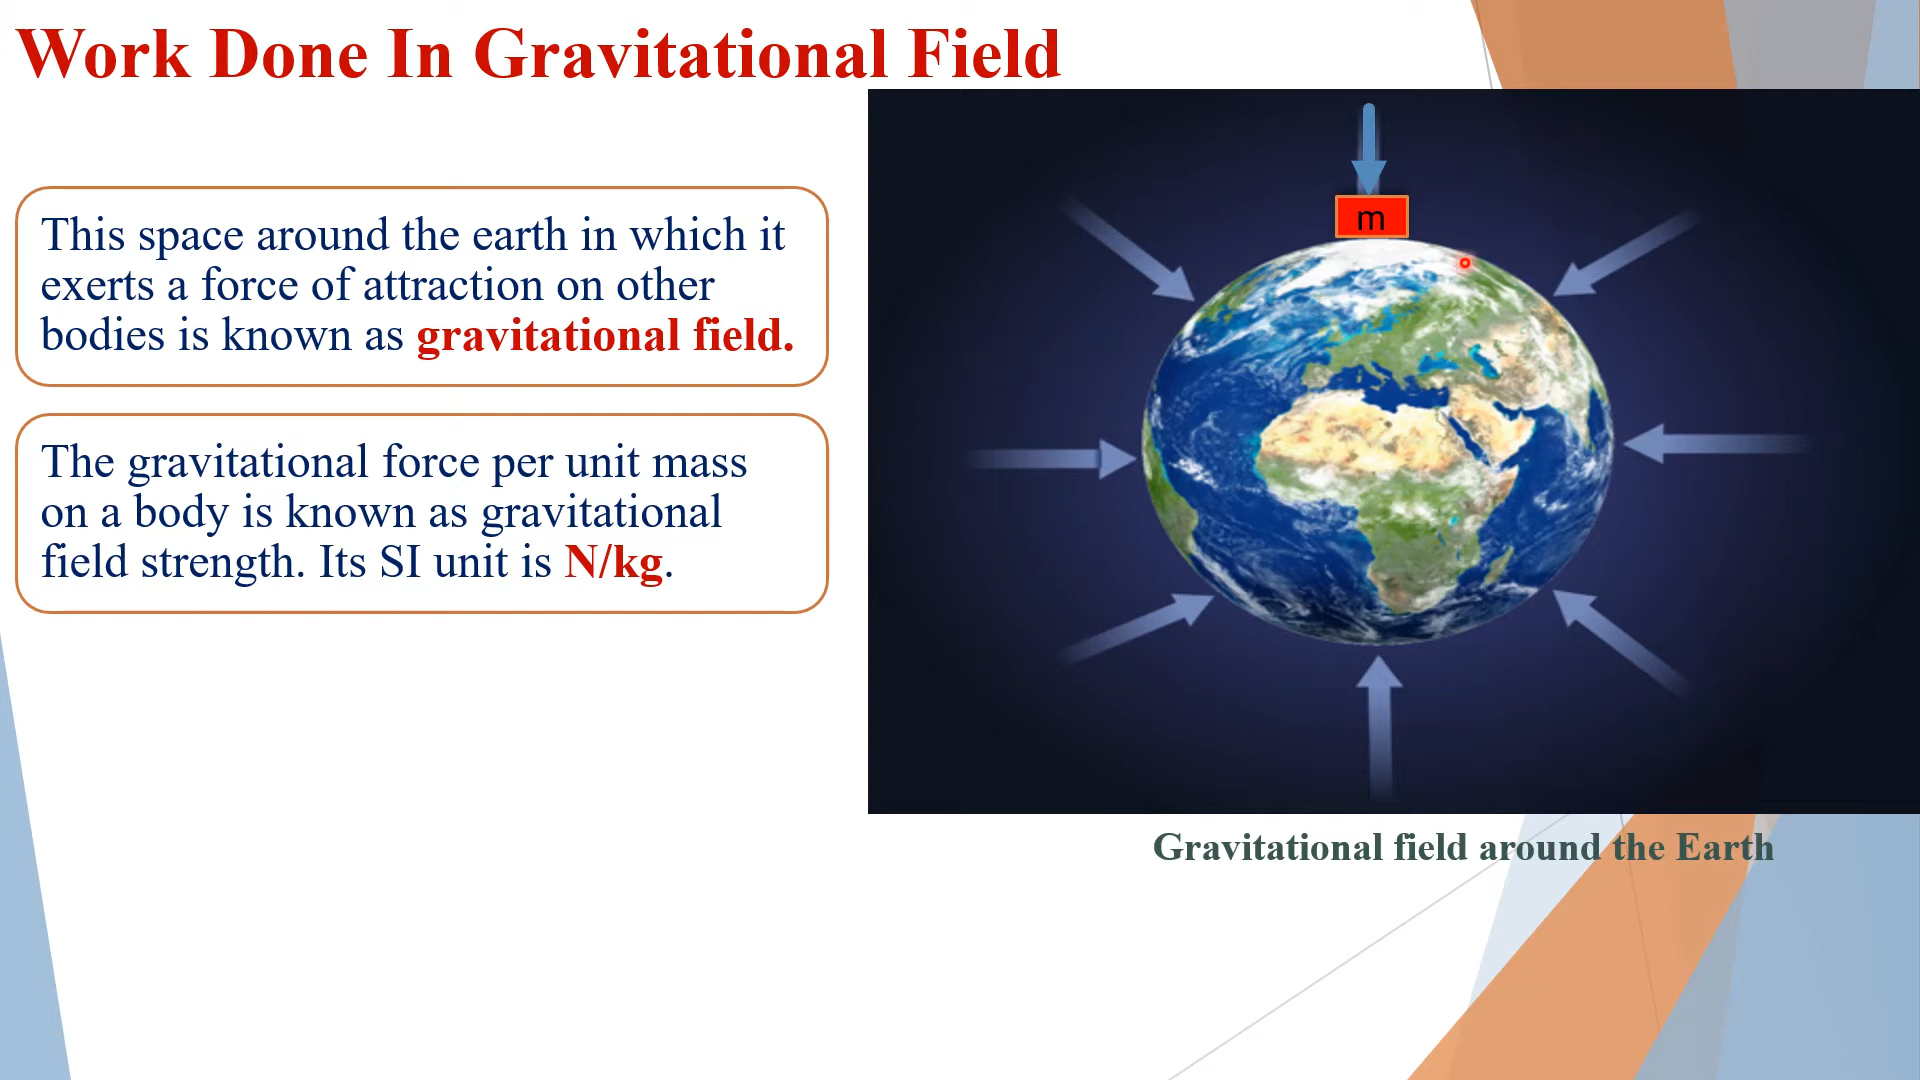 Work Done In Gravitational Field
m
This space around the earth in which it
exerts a force of attraction on other
bodies is known as gravitational field.
The gravitational force per unit mass
on a body is known as gravitational
field strength. Its SI unit is N/kg.
Gravitational field around the Earth